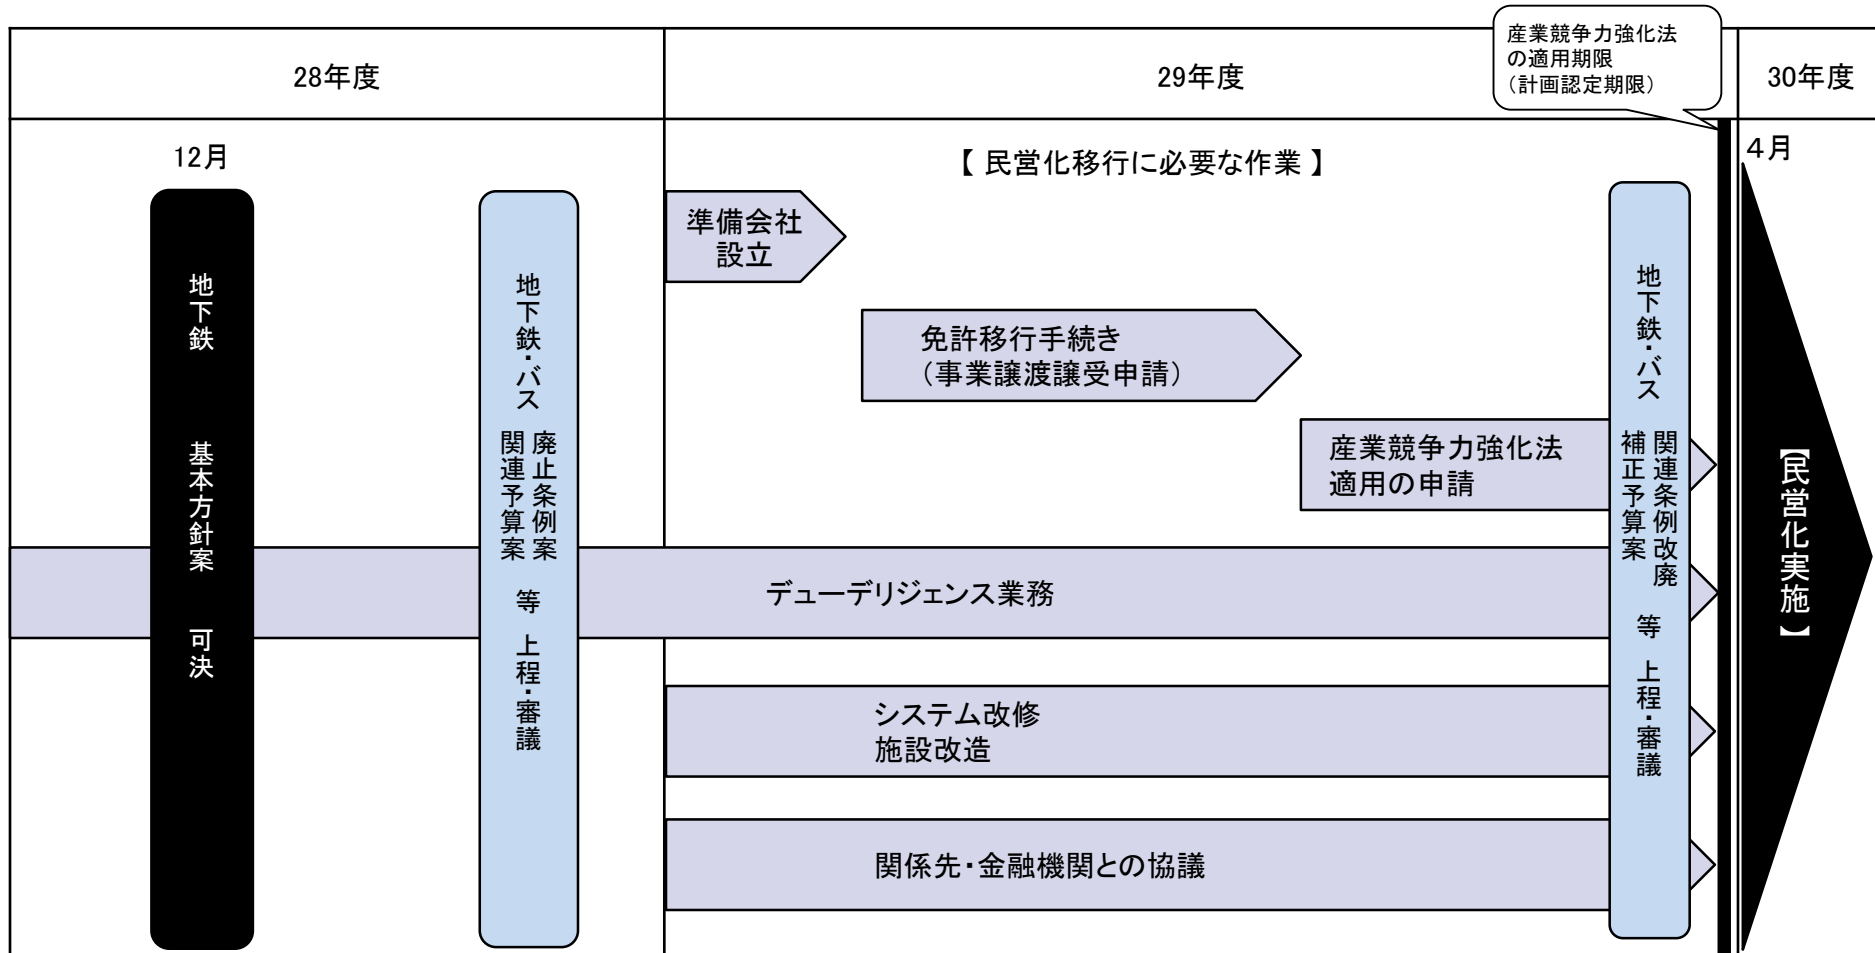 産業競争力強化法
の適用期限
（計画認定期限）
28年度
29年度
30年度
12月
【 民営化移行に必要な作業 】
４月
地下鉄　基本方針案　可決
地下鉄・バス
廃止条例案
関連予算案
等　上程・審議
準備会社
設立
免許移行手続き
（事業譲渡譲受申請）
産業競争力強化法
適用の申請
デューデリジェンス業務
システム改修
施設改造
関係先・金融機関との協議
地下鉄・バス
関連条例改廃
補正予算案
等　上程・審議
【民営化実施】